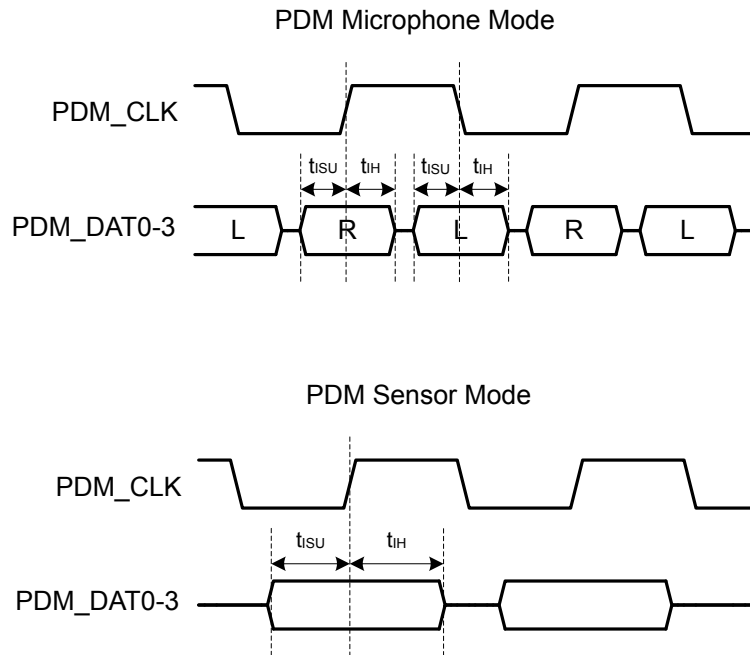 PDM Microphone Mode
PDM_CLK
tISU tIH tISU tIH
PDM_DAT0-3
L R L R L
PDM Sensor Mode
PDM_CLK
tISU tIH
PDM_DAT0-3